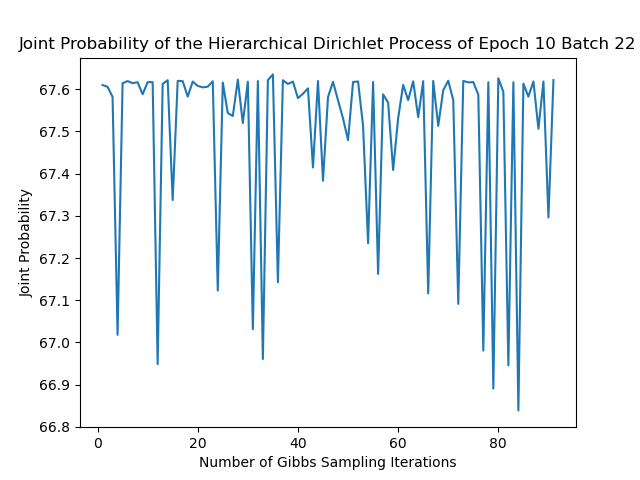 Joint Probability of the Hierarchical Dirichlet Process of Epoch 10 Batch 22
67.6
67.5
67.4
67.3
67.2
67.1
67.0
66.9
66.8
Joint Probability
0 20 40 60 80
Number of Gibbs Sampling Iterations